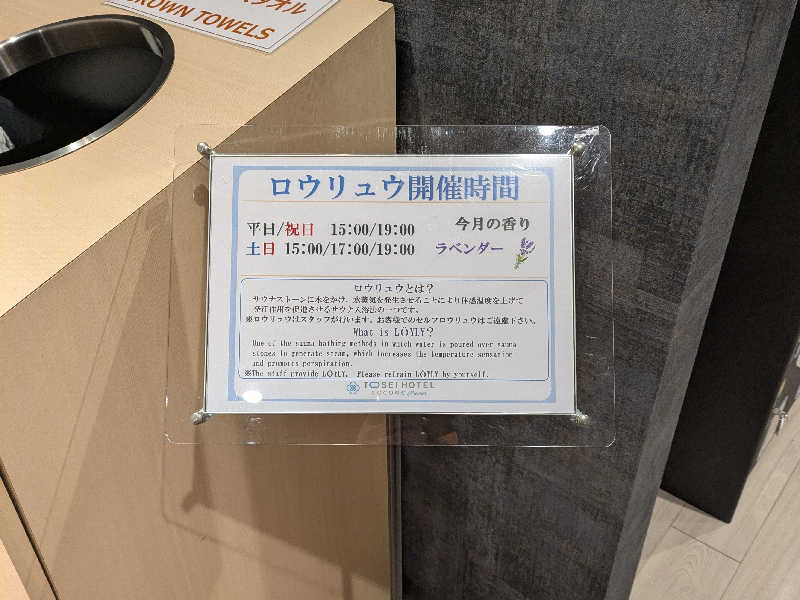 タオル
BROWN TOWELS
ロウリュウ開催時間
平日/祝日 15:00/19:00
今月の香り
土日 15:00/17:00/19:00
ラベンダー
ロウリュウとは？
サウナストーンに水をかけ、水蒸気を発生させることにより体感温度を上げて
発汗作用を促進させるサウナ入浴法の一つです。
※ロウリュウはスタッフが行います。お客様でのセルフロウリュウはご遠慮下さい。
What is LÖYLY?
One of the sauna bathing methods in which water is poured over sauna
stones to generate steam, which increases the temperature sensation
and promotes perspiration.
※The staff provide LÖYLY. Please refrain LÖYLY by yourself.
TOSEI HOTEL
COCONE